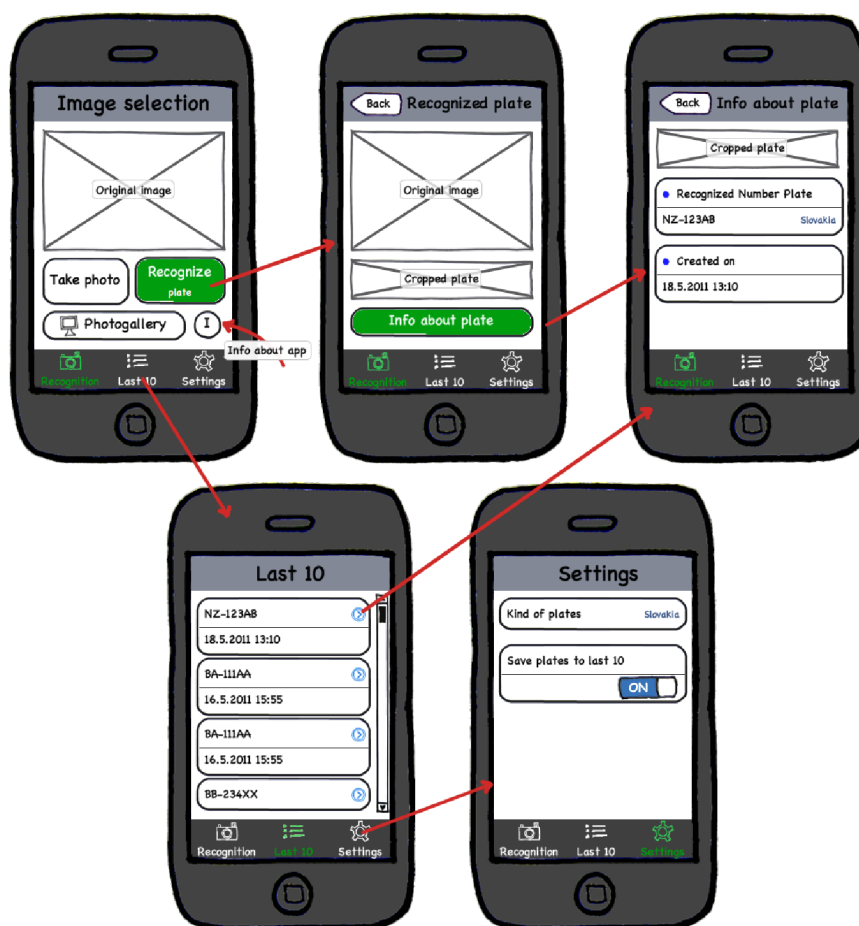 Image selection
Original image
Take photo
Recognize
plate
Photogallery
I
Info about app
Recognition
Last 10
Settings
Back
Recognized plate
Original image
Cropped plate
Info about plate
Recognition
Last 10
Settings
Back
Info about plate
Cropped plate
Recognized Number Plate
NZ-123AB
Slovakia
Created on
18.5.2011 13:10
Recognition
Last 10
Settings
Last 10
NZ-123AB
18.5.2011 13:10
BA-111AA
16.5.2011 15:55
BA-111AA
16.5.2011 15:55
BB-234XX
Recognition
Last 10
Settings
Settings
Kind of plates
Slovakia
Save plates to last 10
ON
Recognition
Last 10
Settings